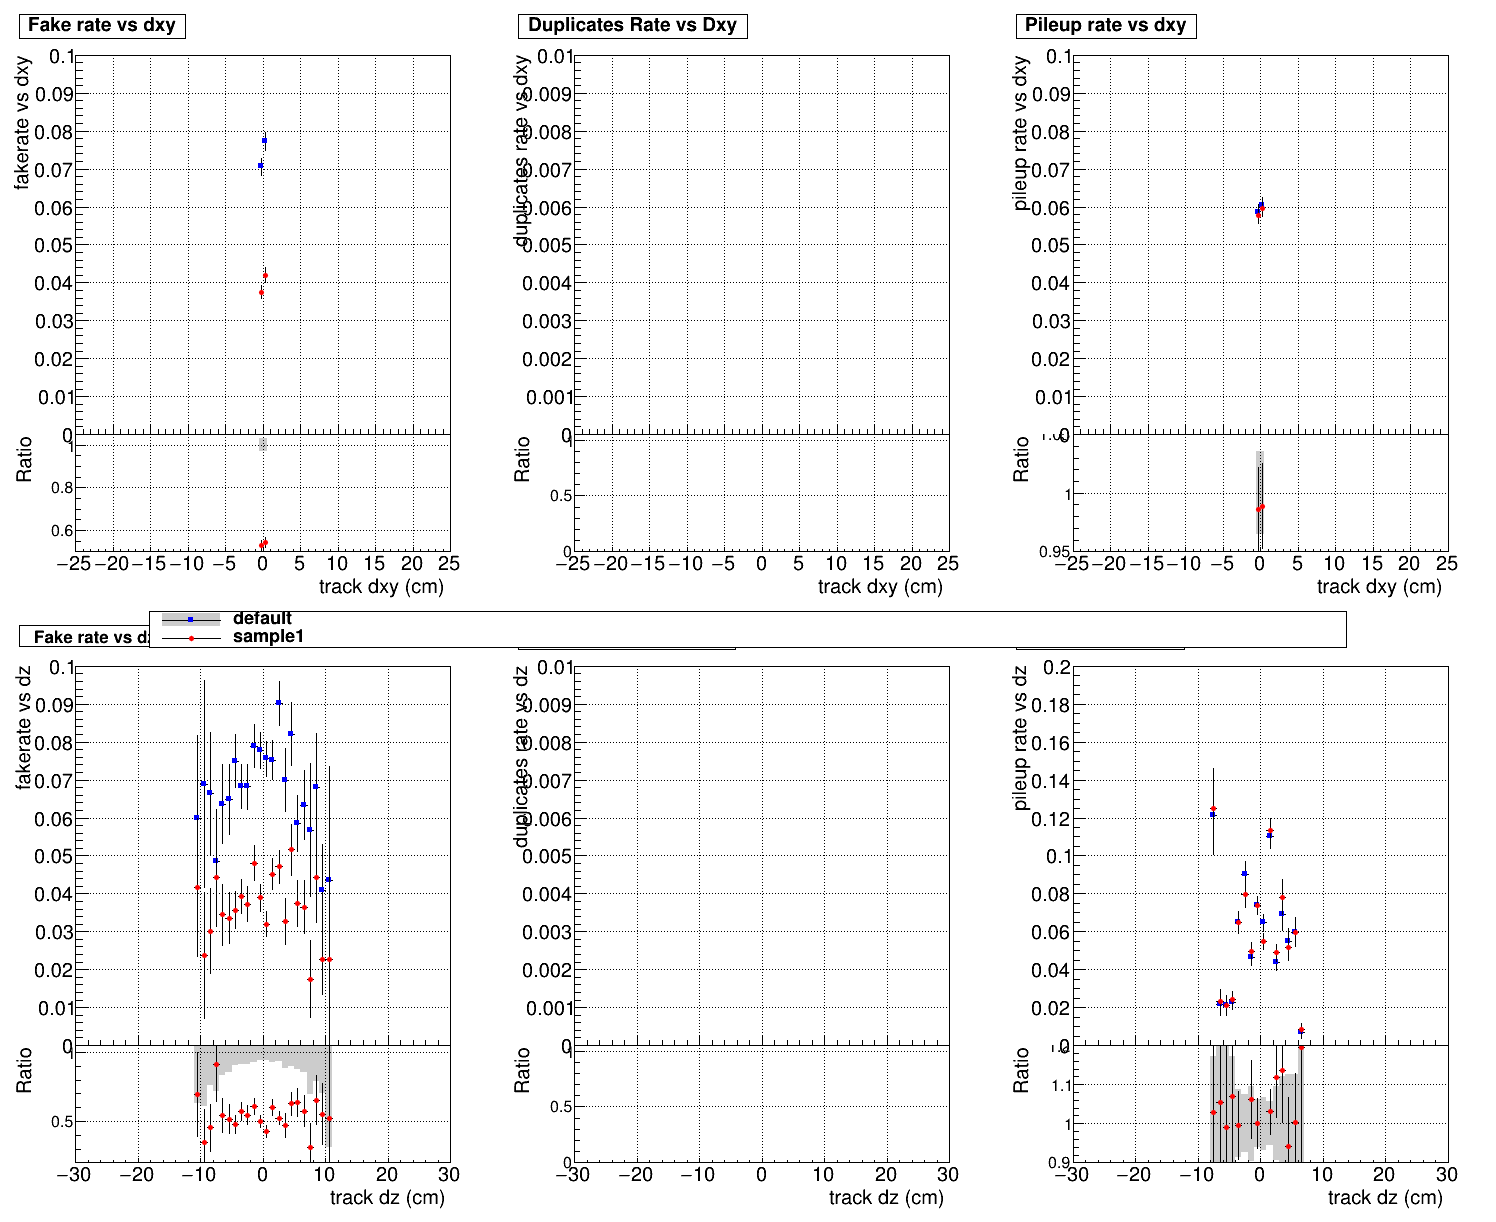 Fake rate vs dxy
Duplicates Rate vs Dxy
Pileup rate vs dxy
fakerate vs dxy
0.1
0.09
0.08
0.07
0.06
0.05
0.04
0.03
0.02
0.01
0
Ratio
1
0.8
0.6
−25 −20 −15 −10 −5 0 5 10 15 20 25
track dxy (cm)
duplicates rate vs dxy
0.01
0.009
0.008
0.007
0.006
0.005
0.004
0.003
0.002
0.001
0
Ratio
1
0.5
0
−25 −20 −15 −10 −5 0 5 10 15 20 25
track dxy (cm)
pileup rate vs dxy
0.1
0.09
0.08
0.07
0.06
0.05
0.04
0.03
0.02
0.01
0
Ratio
1
0.95
−25 −20 −15 −10 −5 0 5 10 15 20 25
track dxy (cm)
default
sample1
Fake rate vs
fakerate vs dz
0.1
0.09
0.08
0.07
0.06
0.05
0.04
0.03
0.02
0.01
0
Ratio
1
0.5
−30 −20 −10 0 10 20 30
track dz (cm)
duplicates rate vs dz
0.01
0.009
0.008
0.007
0.006
0.005
0.004
0.003
0.002
0.001
0
Ratio
1
0.5
0
−30 −20 −10 0 10 20 30
track dz (cm)
pileup rate vs dz
0.2
0.18
0.16
0.14
0.12
0.1
0.08
0.06
0.04
0.02
0
Ratio
1.1
1
0.9
−30 −20 −10 0 10 20 30
track dz (cm)